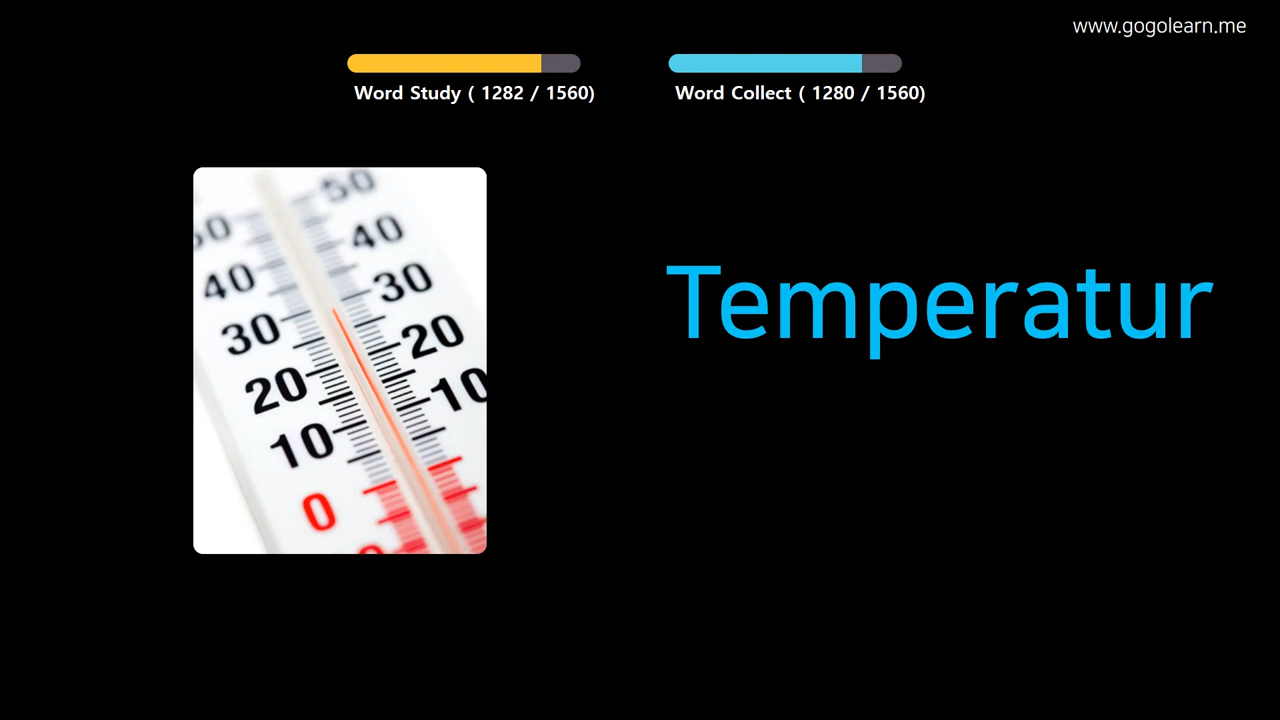 www.gogolearn.me
Word Study ( 1282 / 1560)
Word Collect ( 1280 / 1560)
Temperatur
50
50
40
40
30
30
20
20
10
10
0